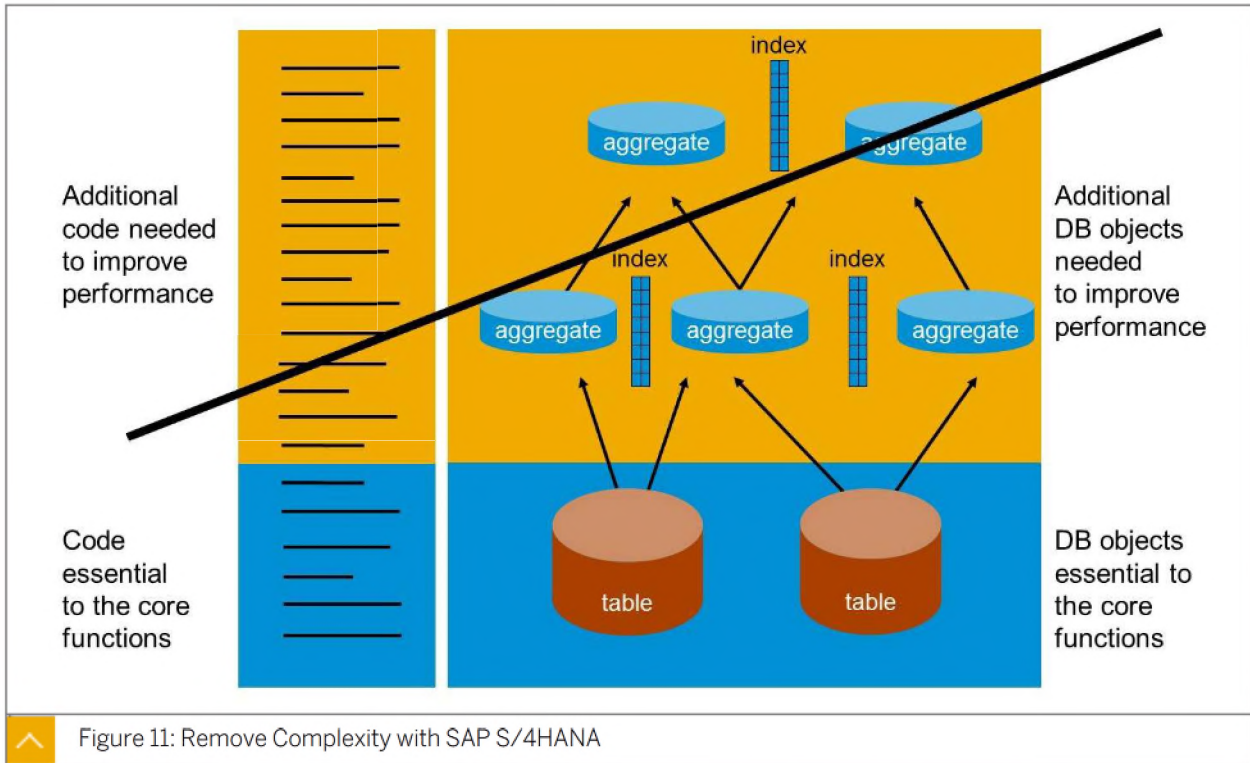 index
aggregate
aggregate
Additional
code needed
to improve
performance
Additional
DB objects
needed
to improve
performance
index
index
aggregate
aggregate
aggregate
Code
essential
to the core
functions
table
table
DB objects
essential to
the core
functions
Figure 11: Remove Complexity with SAP S/4HANA